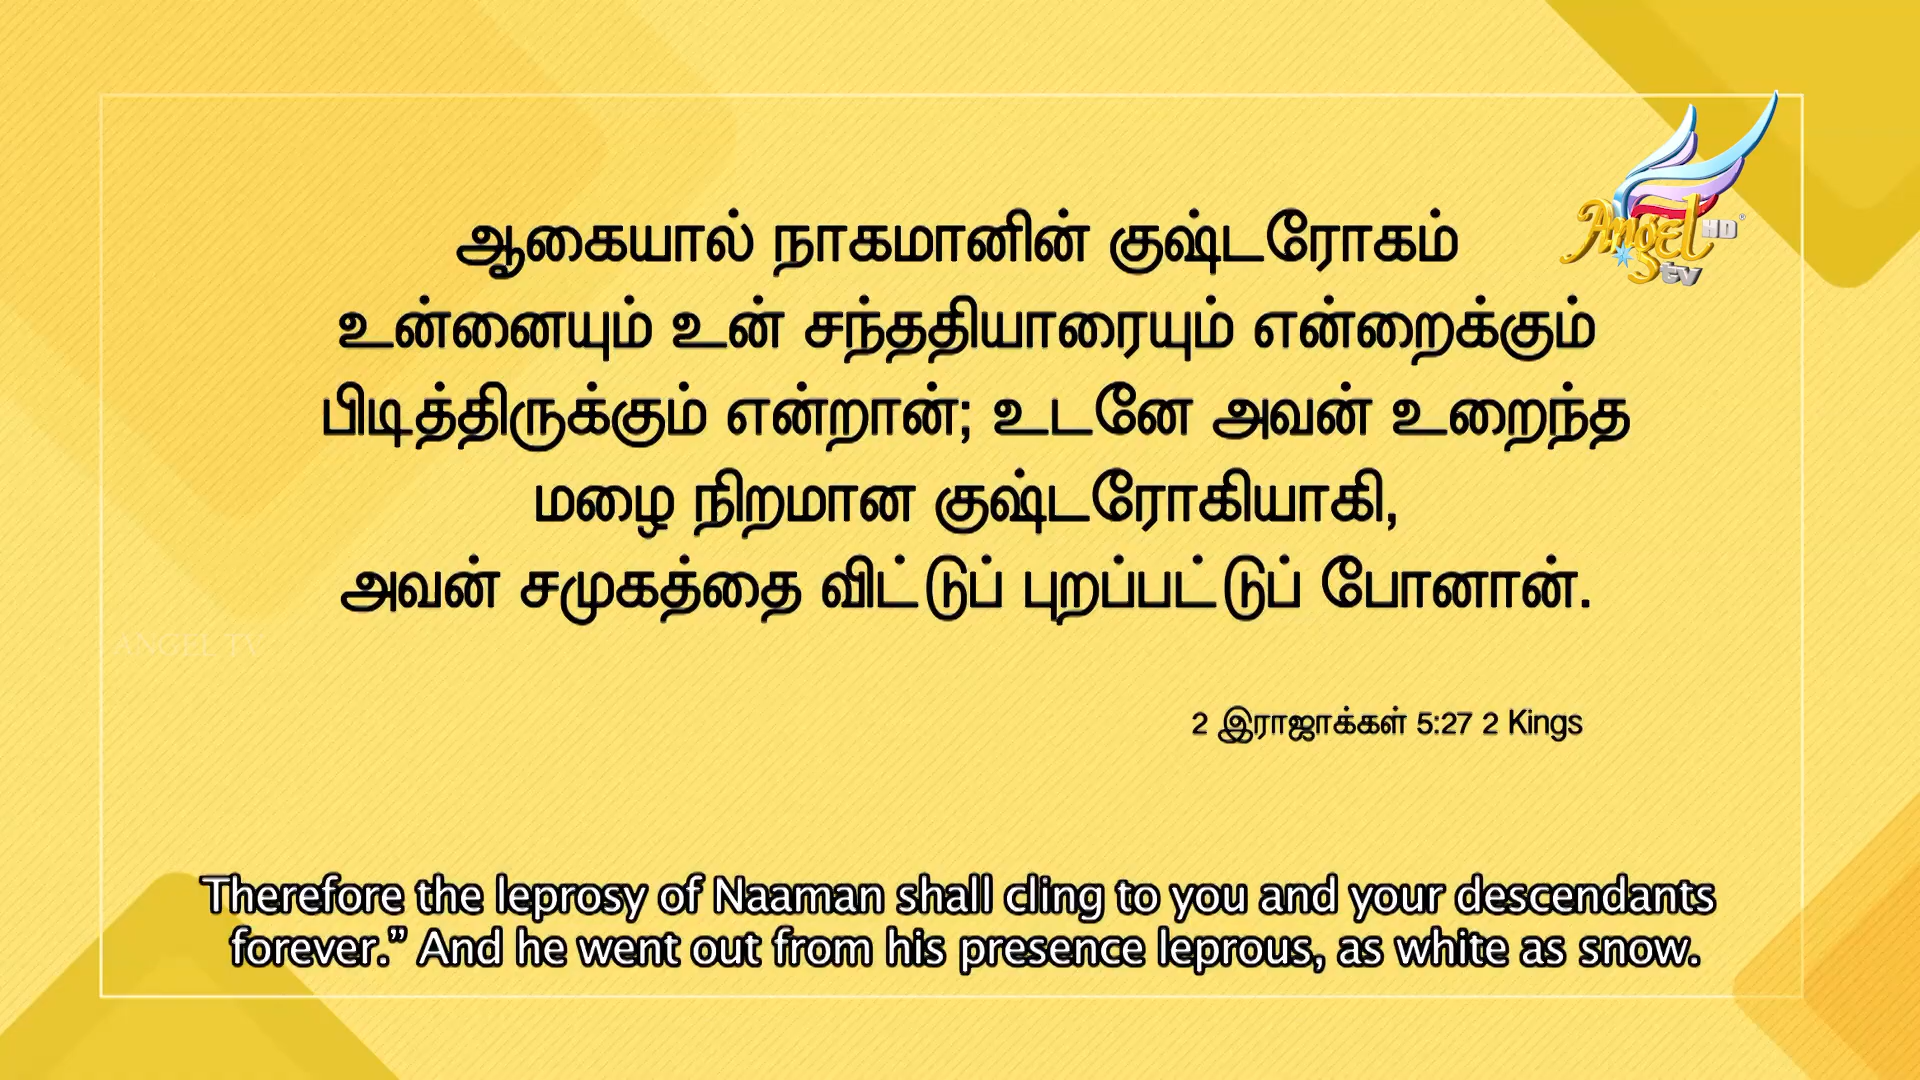 Angel HD
tv
ஆகையால் நாகமானின் குஷ்டரோகம்
உன்னையும் உன் சந்ததியாரையும் என்றைக்கும்
பிடித்திருக்கும் என்றான்; உடனே அவன் உறைந்த
மழை நிறமான குஷ்டரோகியாகி,
அவன் சமுகத்தை விட்டுப் புறப்பட்டுப் போனான்.
ANGEL TV
2 இராஜாக்கள் 5:27 2 Kings
Therefore the leprosy of Naaman shall cling to you and your descendants
forever.” And he went out from his presence leprous, as white as snow.